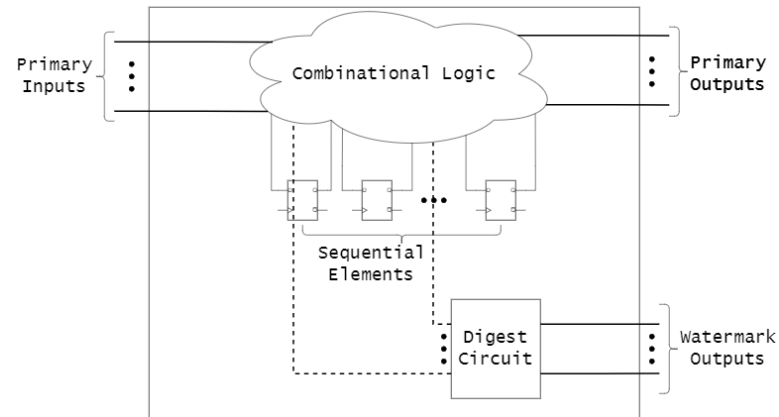 Primary
Inputs
Combinational Logic
Primary
Outputs
Sequential
Elements
Digest
Circuit
Watermark
Outputs